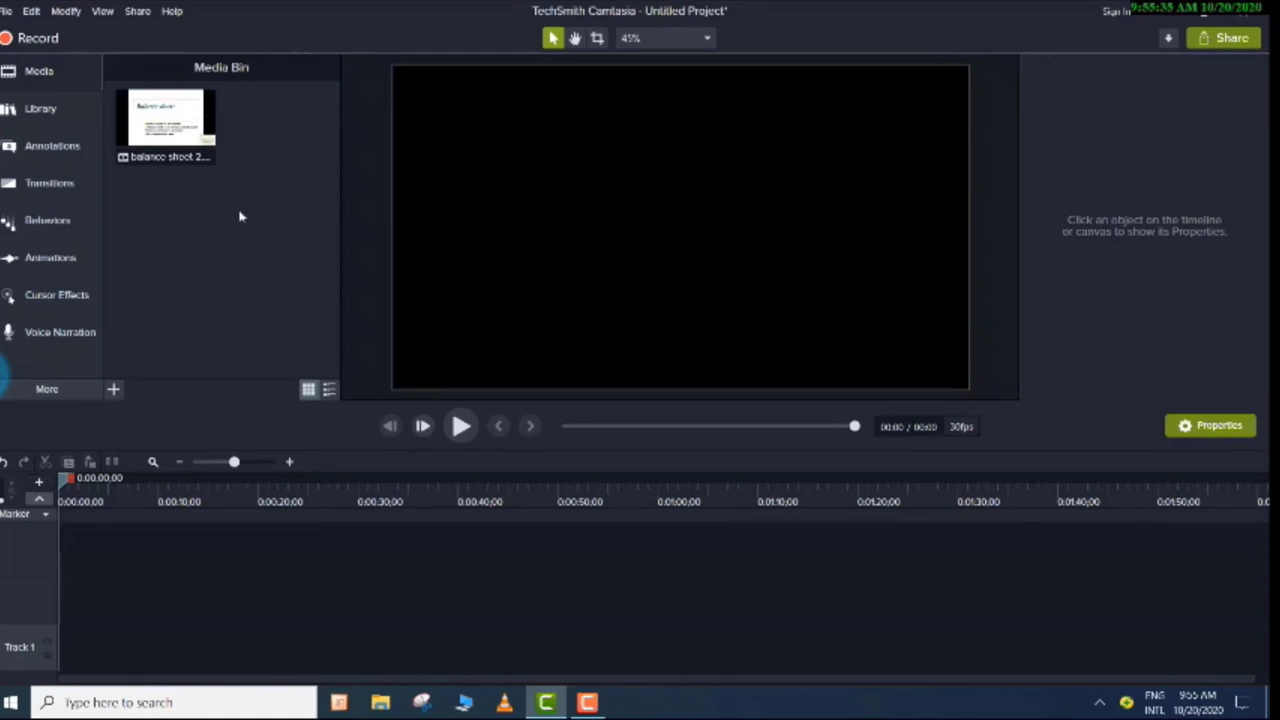 File Edit Modify View Share Help
TechSmith Camtasia - Untitled Project*
Sign In
9:55:35 AM 10/20/2020
Record
45%
Share
Media
Library
Annotations
Transitions
Behaviors
Animations
Cursor Effects
Voice Narration
More
Media Bin
balance sheet 2....
Click an object on the timeline
or canvas to show its Properties.
00:00 / 00:00 30fps
Properties
0:00:00;00
0:00:00;00 0:00:10;00 0:00:20;00 0:00:30;00 0:00:40;00 0:00:50;00 0:01:00;00 0:01:10;00 0:01:20;00 0:01:30;00 0:01:40;00 0:01:50;00
Marker
Track 1
Type here to search
ENG
INTL
9:55 AM
10/20/2020